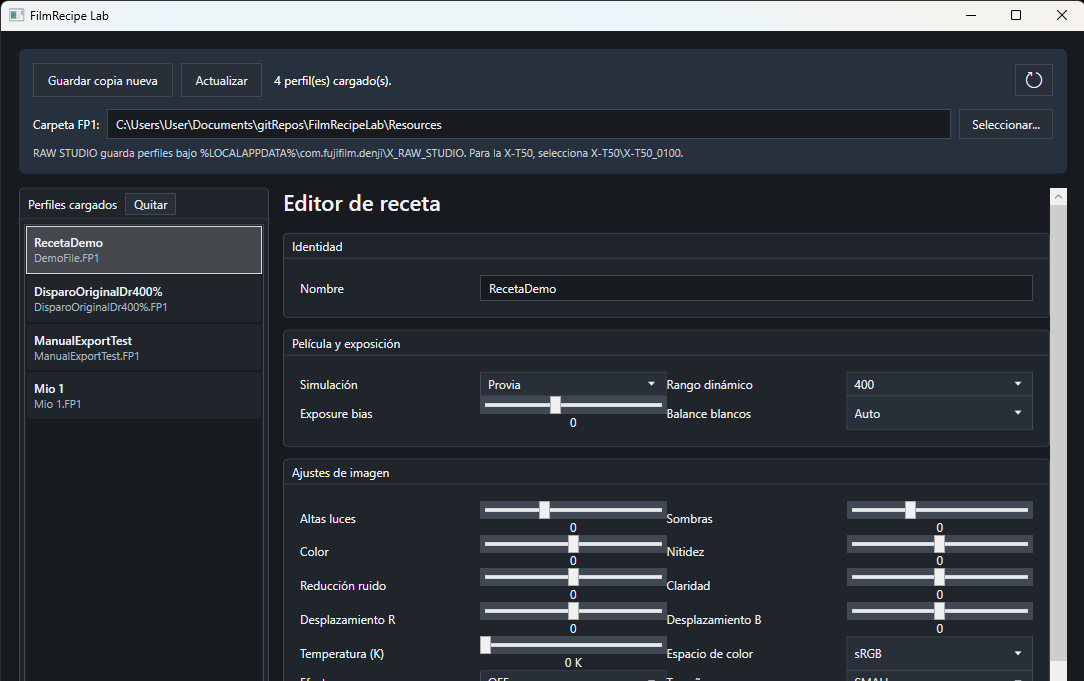 FilmRecipe Lab
Guardar copia nueva
Actualizar
4 perfil(es) cargado(s).
Carpeta FP1:
C:\Users\User\Documents\gitRepos\FilmRecipeLab\Resources
Seleccionar...
RAW STUDIO guarda perfiles bajo %LOCALAPPDATA%\com.fujifilm.denji\X_RAW_STUDIO. Para la X-T50, selecciona X-T50\X-T50_0100.
Perfiles cargados
Quitar
RecetaDemo
DemoFile.FP1
DisparoOriginalDr400%
DisparoOriginalDr400%.FP1
ManualExportTest
ManualExportTest.FP1
Mio 1
Mio 1.FP1
Editor de receta
Identidad
Nombre
RecetaDemo
Película y exposición
Simulación
Provia
Rango dinámico
400
Exposure bias
0
Balance blancos
Auto
Ajustes de imagen
Altas luces
0
Sombras
0
Color
0
Nitidez
0
Reducción ruido
0
Claridad
0
Desplazamiento R
0
Desplazamiento B
0
Temperatura (K)
0 K
Espacio de color
sRGB